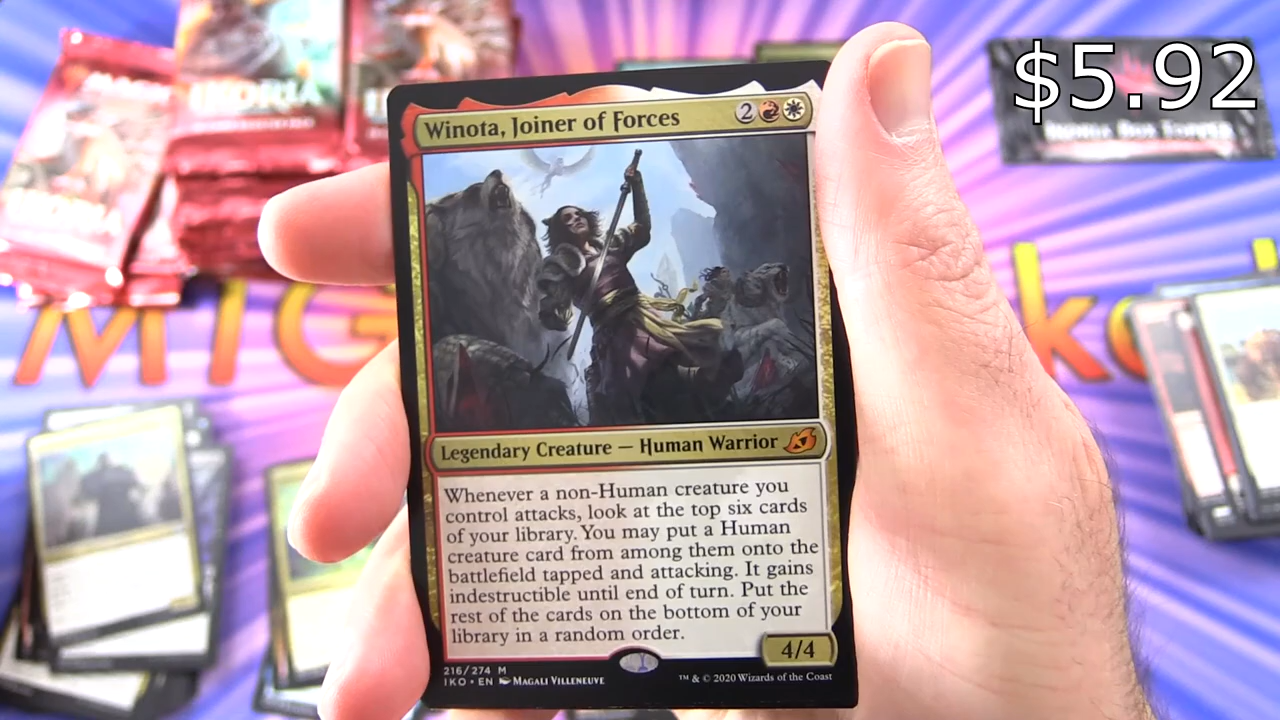 $5.92
IKORIA
Winota, Joiner of Forces
2
Legendary Creature — Human Warrior
Whenever a non-Human creature you
control attacks, look at the top six cards
of your library. You may put a Human
creature card from among them onto the
battlefield tapped and attacking. It gains
indestructible until end of turn. Put the
rest of the cards on the bottom of your
library in a random order.
4/4
216/274 M
IKO • EN MAGALI VILLENEUVE
™ & © 2020 Wizards of the Coast
MTG